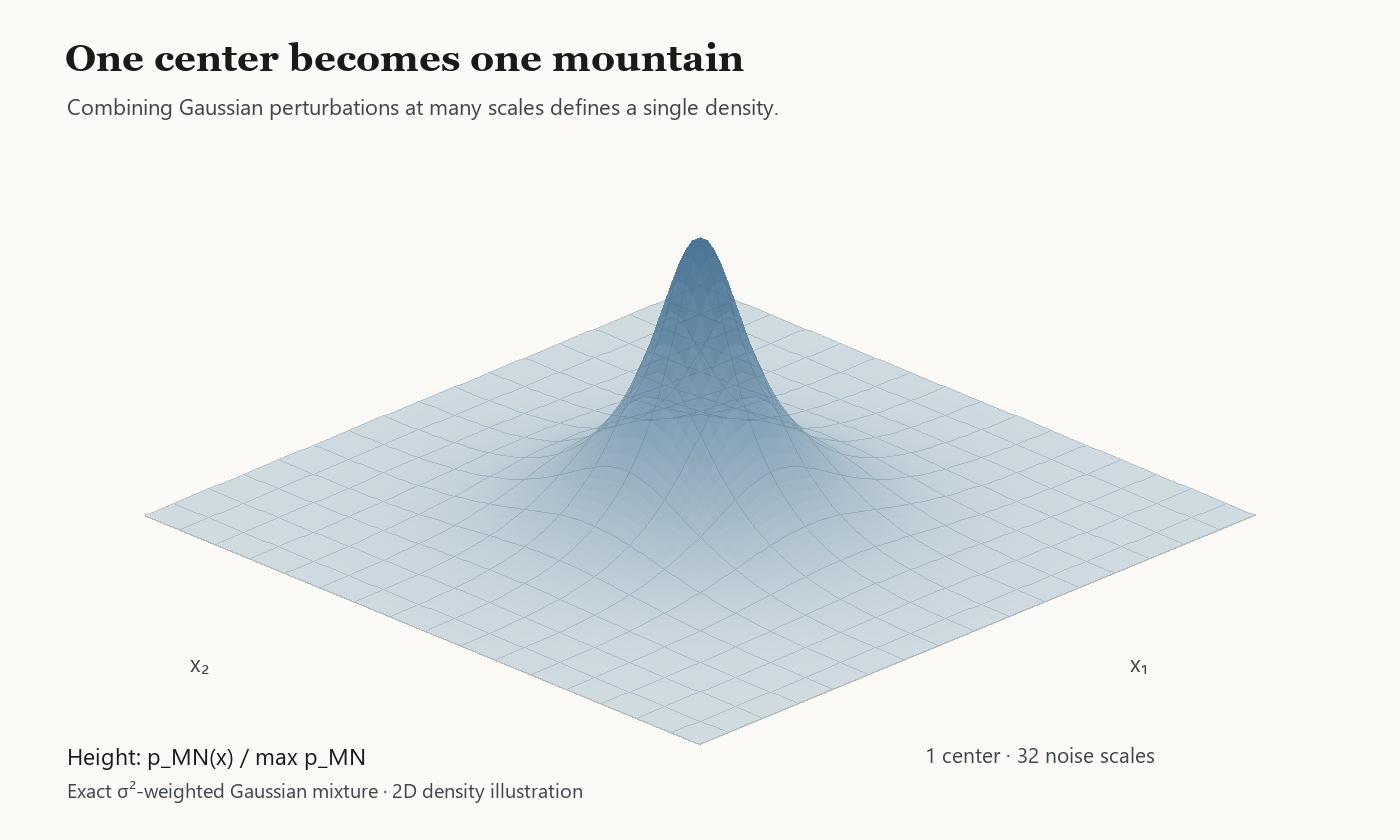 One center becomes one mountain
Combining Gaussian perturbations at many scales defines a single density.
x₂
x₁
Height: p_MN(x) / max p_MN
1 center · 32 noise scales
Exact σ²-weighted Gaussian mixture · 2D density illustration